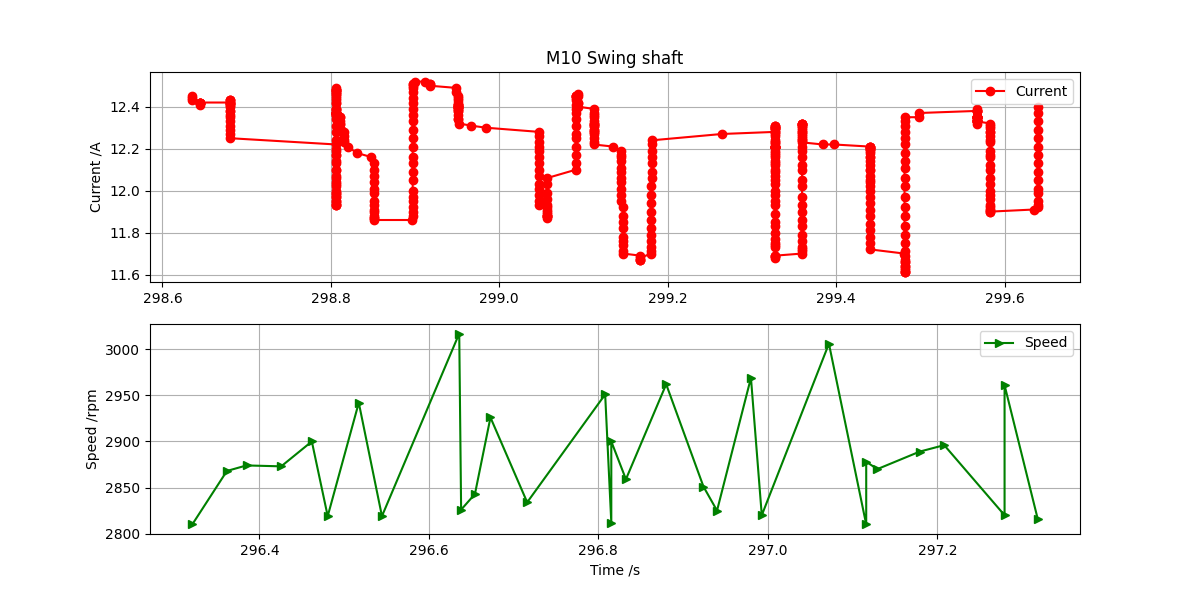 M10 Swing shaft
Current /A
12.4
12.2
12.0
11.8
11.6
Current
298.6 298.8 299.0 299.2 299.4 299.6
Speed /rpm
3000
2950
2900
2850
2800
Speed
296.4 296.6 296.8 297.0 297.2
Time /s